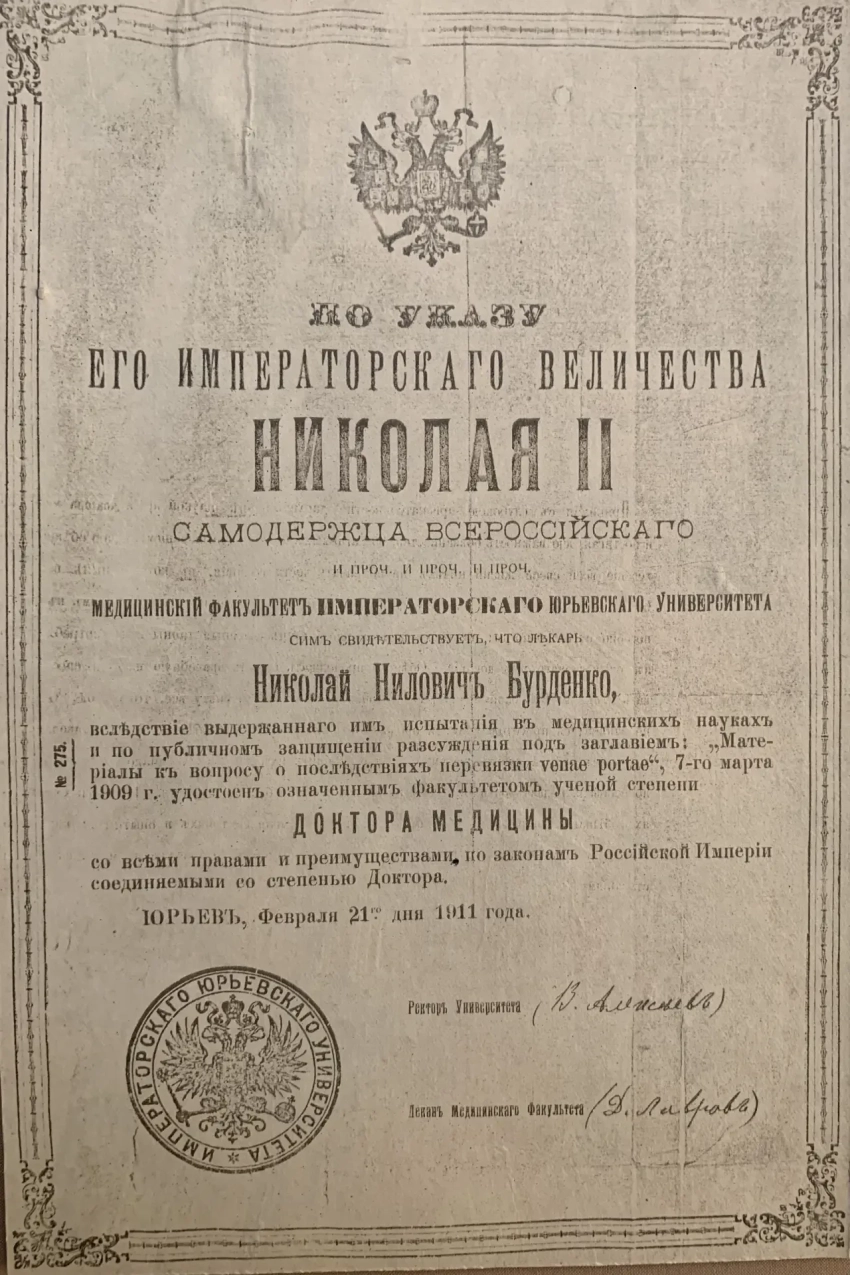 ПО УКАЗУ
ЕГО ИМПЕРАТОРСКАГО ВЕЛИЧЕСТВА
НИКОЛАЯ II
САМОДЕРЖЦА ВСЕРОССІЙСКАГО
И ПРОЧ. И ПРОЧ. И ПРОЧ.
МЕДИЦИНСКІЙ ФАКУЛЬТЕТЪ ИМПЕРАТОРСКАГО ЮРЬЕВСКАГО УНИВЕРСИТЕТА
СИМЪ СВИДѢТЕЛЬСТВУЕТЪ, ЧТО ЛѢКАРЬ
Николай Ниловичъ Бурденко,
вслѣдствіе выдержаннаго имъ испытанія въ медицинскихъ наукахъ
и по публичномъ защищеніи разсужденія подъ заглавіемъ: „Мате-
ріалы къ вопросу о послѣдствіяхъ перевязки venae portae“, 7-го марта
1909 г. удостоенъ означеннымъ факультетомъ ученой степени
ДОКТОРА МЕДИЦИНЫ
со всѣми правами и преимуществами, по законамъ Россійской Имперіи
соединяемыми со степенью Доктора.
ЮРЬЕВЪ, Февраля 21го дня 1911 года.
№ 275.
Ректоръ Университета (В. Алексѣевъ)
Деканъ Медицинскаго Факультета (Д. Лавровъ)
ИМПЕРАТОРСКАГО ЮРЬЕВСКАГО УНИВЕРСИТЕТА *